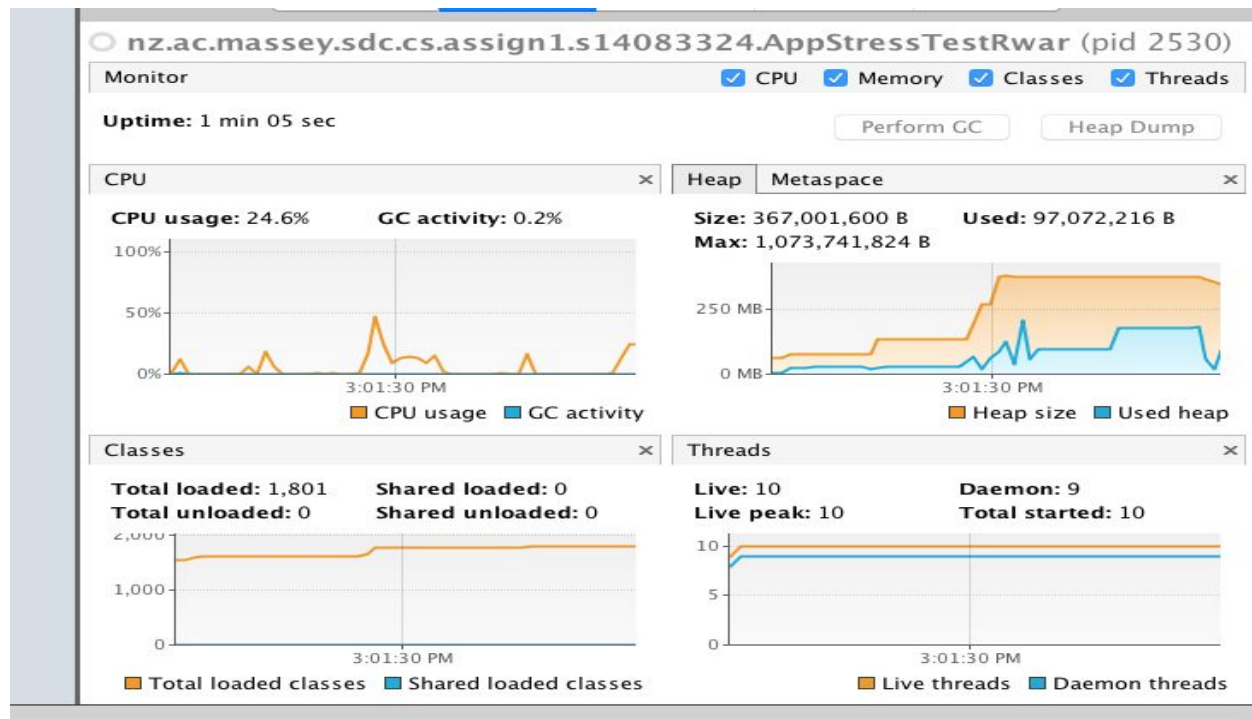 nz.ac.massey.sdc.cs.assign1.s14083324.AppStressTestRwar (pid 2530)
Monitor CPU Memory Classes Threads
Uptime: 1 min 05 sec Perform GC Heap Dump
CPU × Heap Metaspace ×
CPU usage: 24.6% GC activity: 0.2%
100%
50%
0%
3:01:30 PM
CPU usage GC activity
Size: 367,001,600 B Used: 97,072,216 B
Max: 1,073,741,824 B
250 MB
0 MB
3:01:30 PM
Heap size Used heap
Classes ×
Total loaded: 1,801 Shared loaded: 0
Total unloaded: 0 Shared unloaded: 0
2,000
1,000
0
3:01:30 PM
Total loaded classes Shared loaded classes
Threads ×
Live: 10 Daemon: 9
Live peak: 10 Total started: 10
10
5
0
3:01:30 PM
Live threads Daemon threads